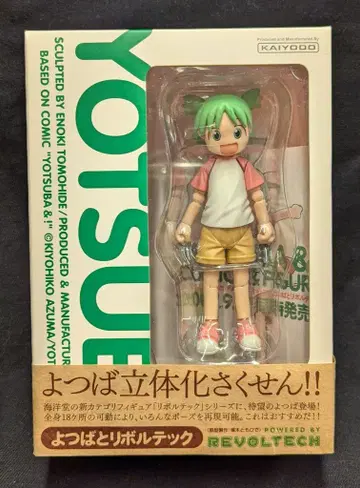 Produced and Manufactured by
KAIYODO
YOTSUB
SCULPTED BY ENOKI TOMOHIDE / PRODUCED & MANUFACTUR
BASED ON COMIC "YOTSUBA & !" ©KIYOHIKO AZUMA/YOT
よつば立体化さくせん!!
海洋堂の新カテゴリフィギュア「リボルテック」シリーズに、待望のよつば登場!
全身18ヶ所の可動により、いろんなポーズを再現可能。これはおすすめだ!!
よつばとリボルテック
POWERED BY
REVOLTECH